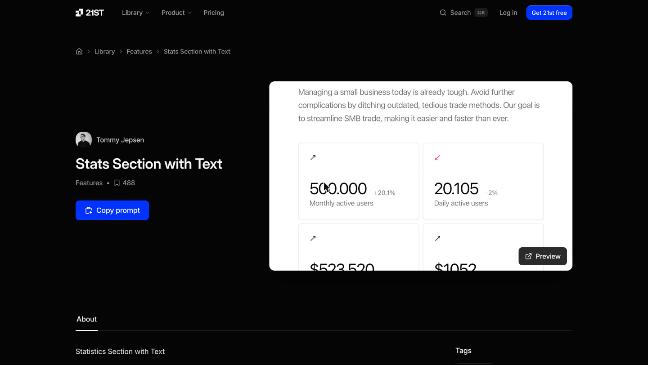 21ST
Library
Product
Pricing
Search
⌘K
Log in
Get 21st free
Library
Features
Stats Section with Text
Tommy Jepsen
Stats Section with Text
Features • 488
Copy prompt
Managing a small business today is already tough. Avoid further
complications by ditching outdated, tedious trade methods. Our goal
to streamline SMB trade, making it easier and faster than ever.
500.000 +20.1%
Monthly active users
20.105 -2%
Daily active users
$523.520
$1052
Preview
About
Statistics Section with Text
Tags